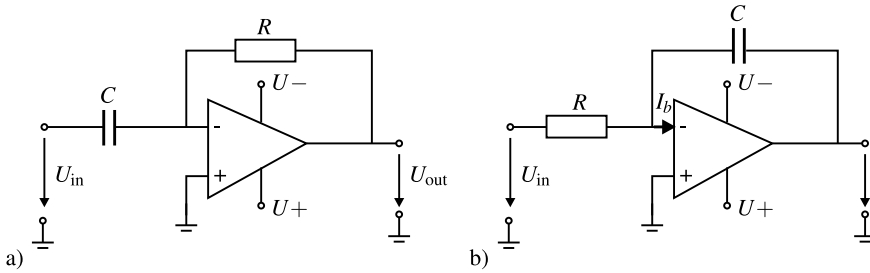 R
C
U−
C
R
I_b
U−
-
-
U_in
+
U_out
U_in
+
U+
U+
a)
b)